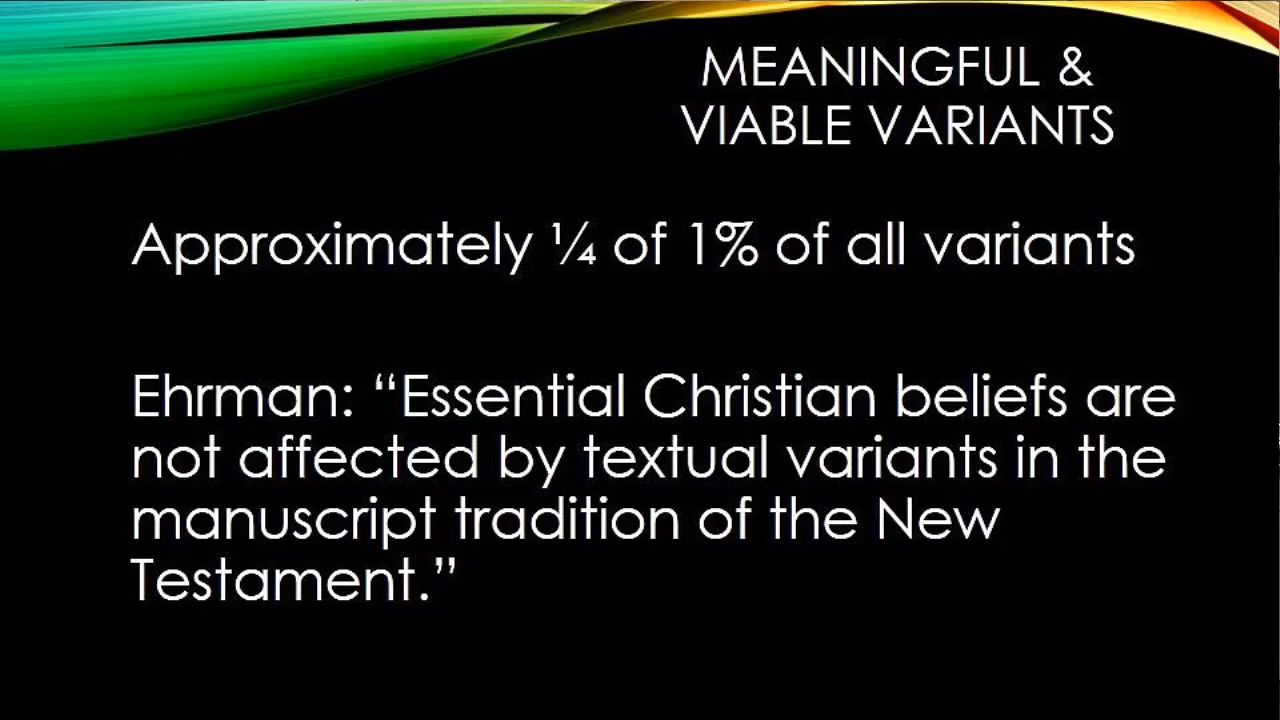 MEANINGFUL &
VIABLE VARIANTS
Approximately ¼ of 1% of all variants
Ehrman: “Essential Christian beliefs are
not affected by textual variants in the
manuscript tradition of the New
Testament.”